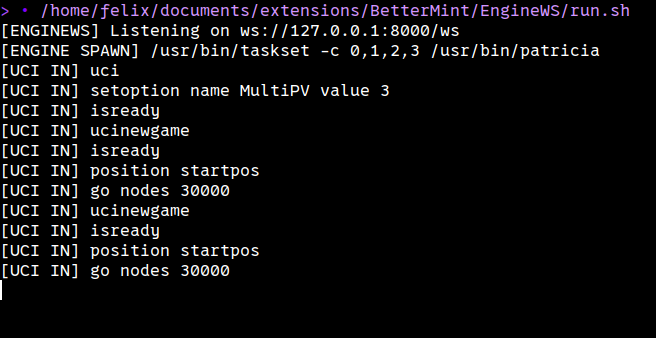 > • /home/felix/documents/extensions/BetterMint/EngineWS/run.sh
[ENGINEWS] Listening on ws://127.0.0.1:8000/ws
[ENGINE SPAWN] /usr/bin/taskset -c 0,1,2,3 /usr/bin/patricia
[UCI IN] uci
[UCI IN] setoption name MultiPV value 3
[UCI IN] isready
[UCI IN] ucinewgame
[UCI IN] isready
[UCI IN] position startpos
[UCI IN] go nodes 30000
[UCI IN] ucinewgame
[UCI IN] isready
[UCI IN] position startpos
[UCI IN] go nodes 30000